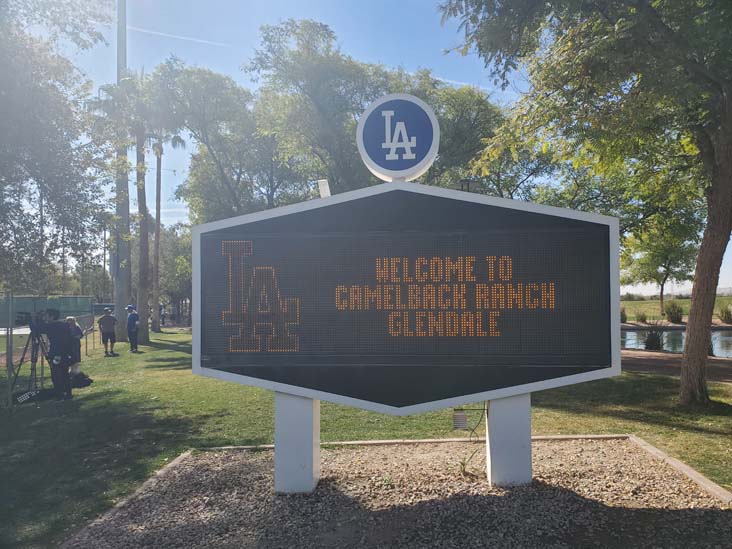 LA
LA
WELCOME TO
CAMELBACK RANCH
GLENDALE